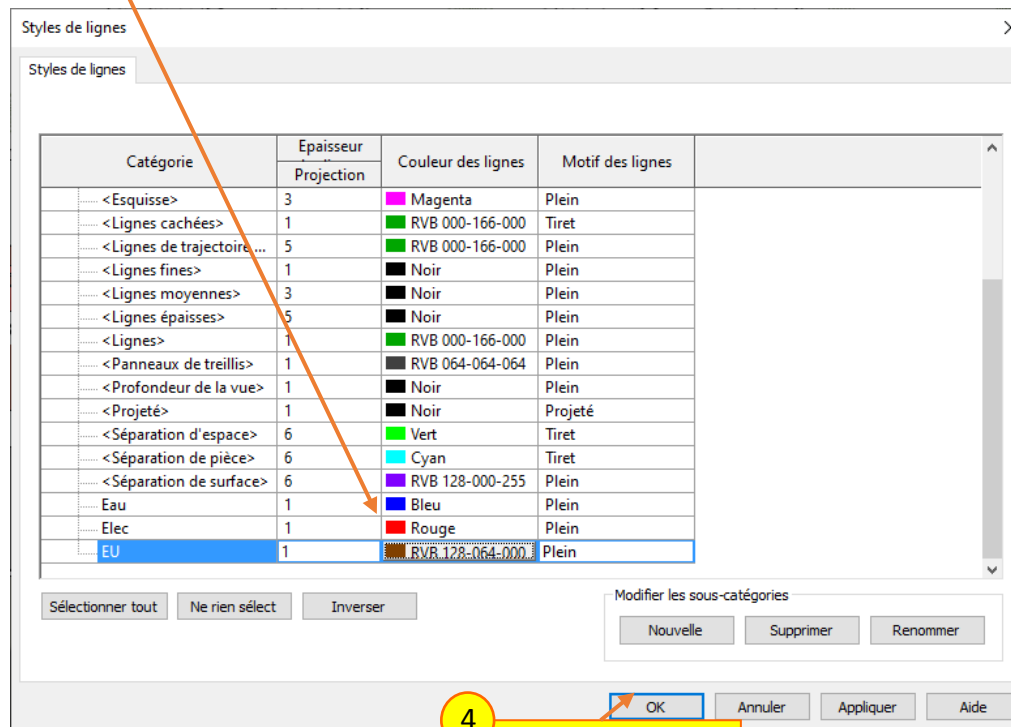 Styles de lignes
Styles de lignes
Catégorie Epaisseur Couleur des lignes Motif des lignes
Projection
<Esquisse> 3 Magenta Plein
<Lignes cachées> 1 RVB 000-166-000 Tiret
<Lignes de trajectoire ... 5 RVB 000-166-000 Plein
<Lignes fines> 1 Noir Plein
<Lignes moyennes> 3 Noir Plein
<Lignes épaisses> 5 Noir Plein
<Lignes> 1 RVB 000-166-000 Plein
<Panneaux de treillis> 1 RVB 064-064-064 Plein
<Profondeur de la vue> 1 Noir Plein
<Projeté> 1 Noir Projeté
<Séparation d'espace> 6 Vert Tiret
<Séparation de pièce> 6 Cyan Tiret
<Séparation de surface> 6 RVB 128-000-255 Plein
Eau 1 Bleu Plein
Elec 1 Rouge Plein
EU 1 RVB 128-064-000 Plein
Sélectionner tout Ne rien sélect Inverser
Modifier les sous-catégories
Nouvelle Supprimer Renommer
OK Annuler Appliquer Aide
4